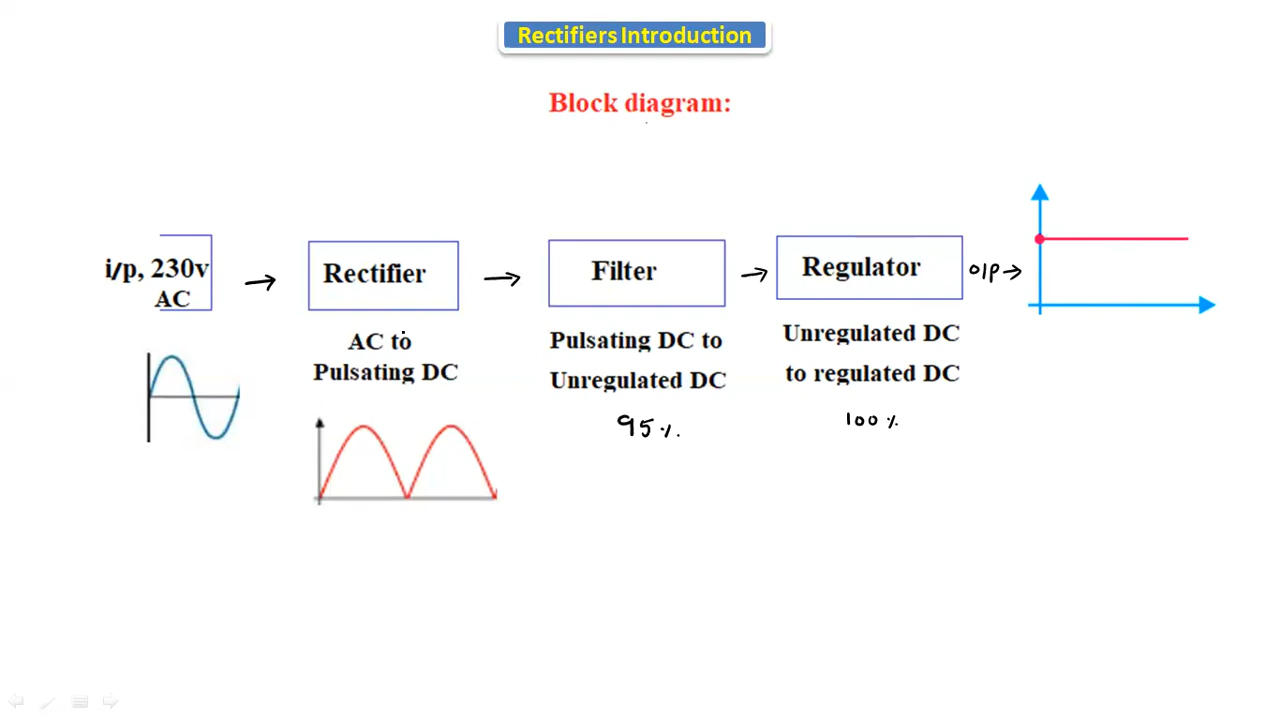 Rectifiers Introduction
Block diagram:
i/p, 230v
AC
Rectifier
AC to
Pulsating DC
Filter
Pulsating DC to
Unregulated DC
95%.
Regulator
Unregulated DC
to regulated DC
100%
o/p